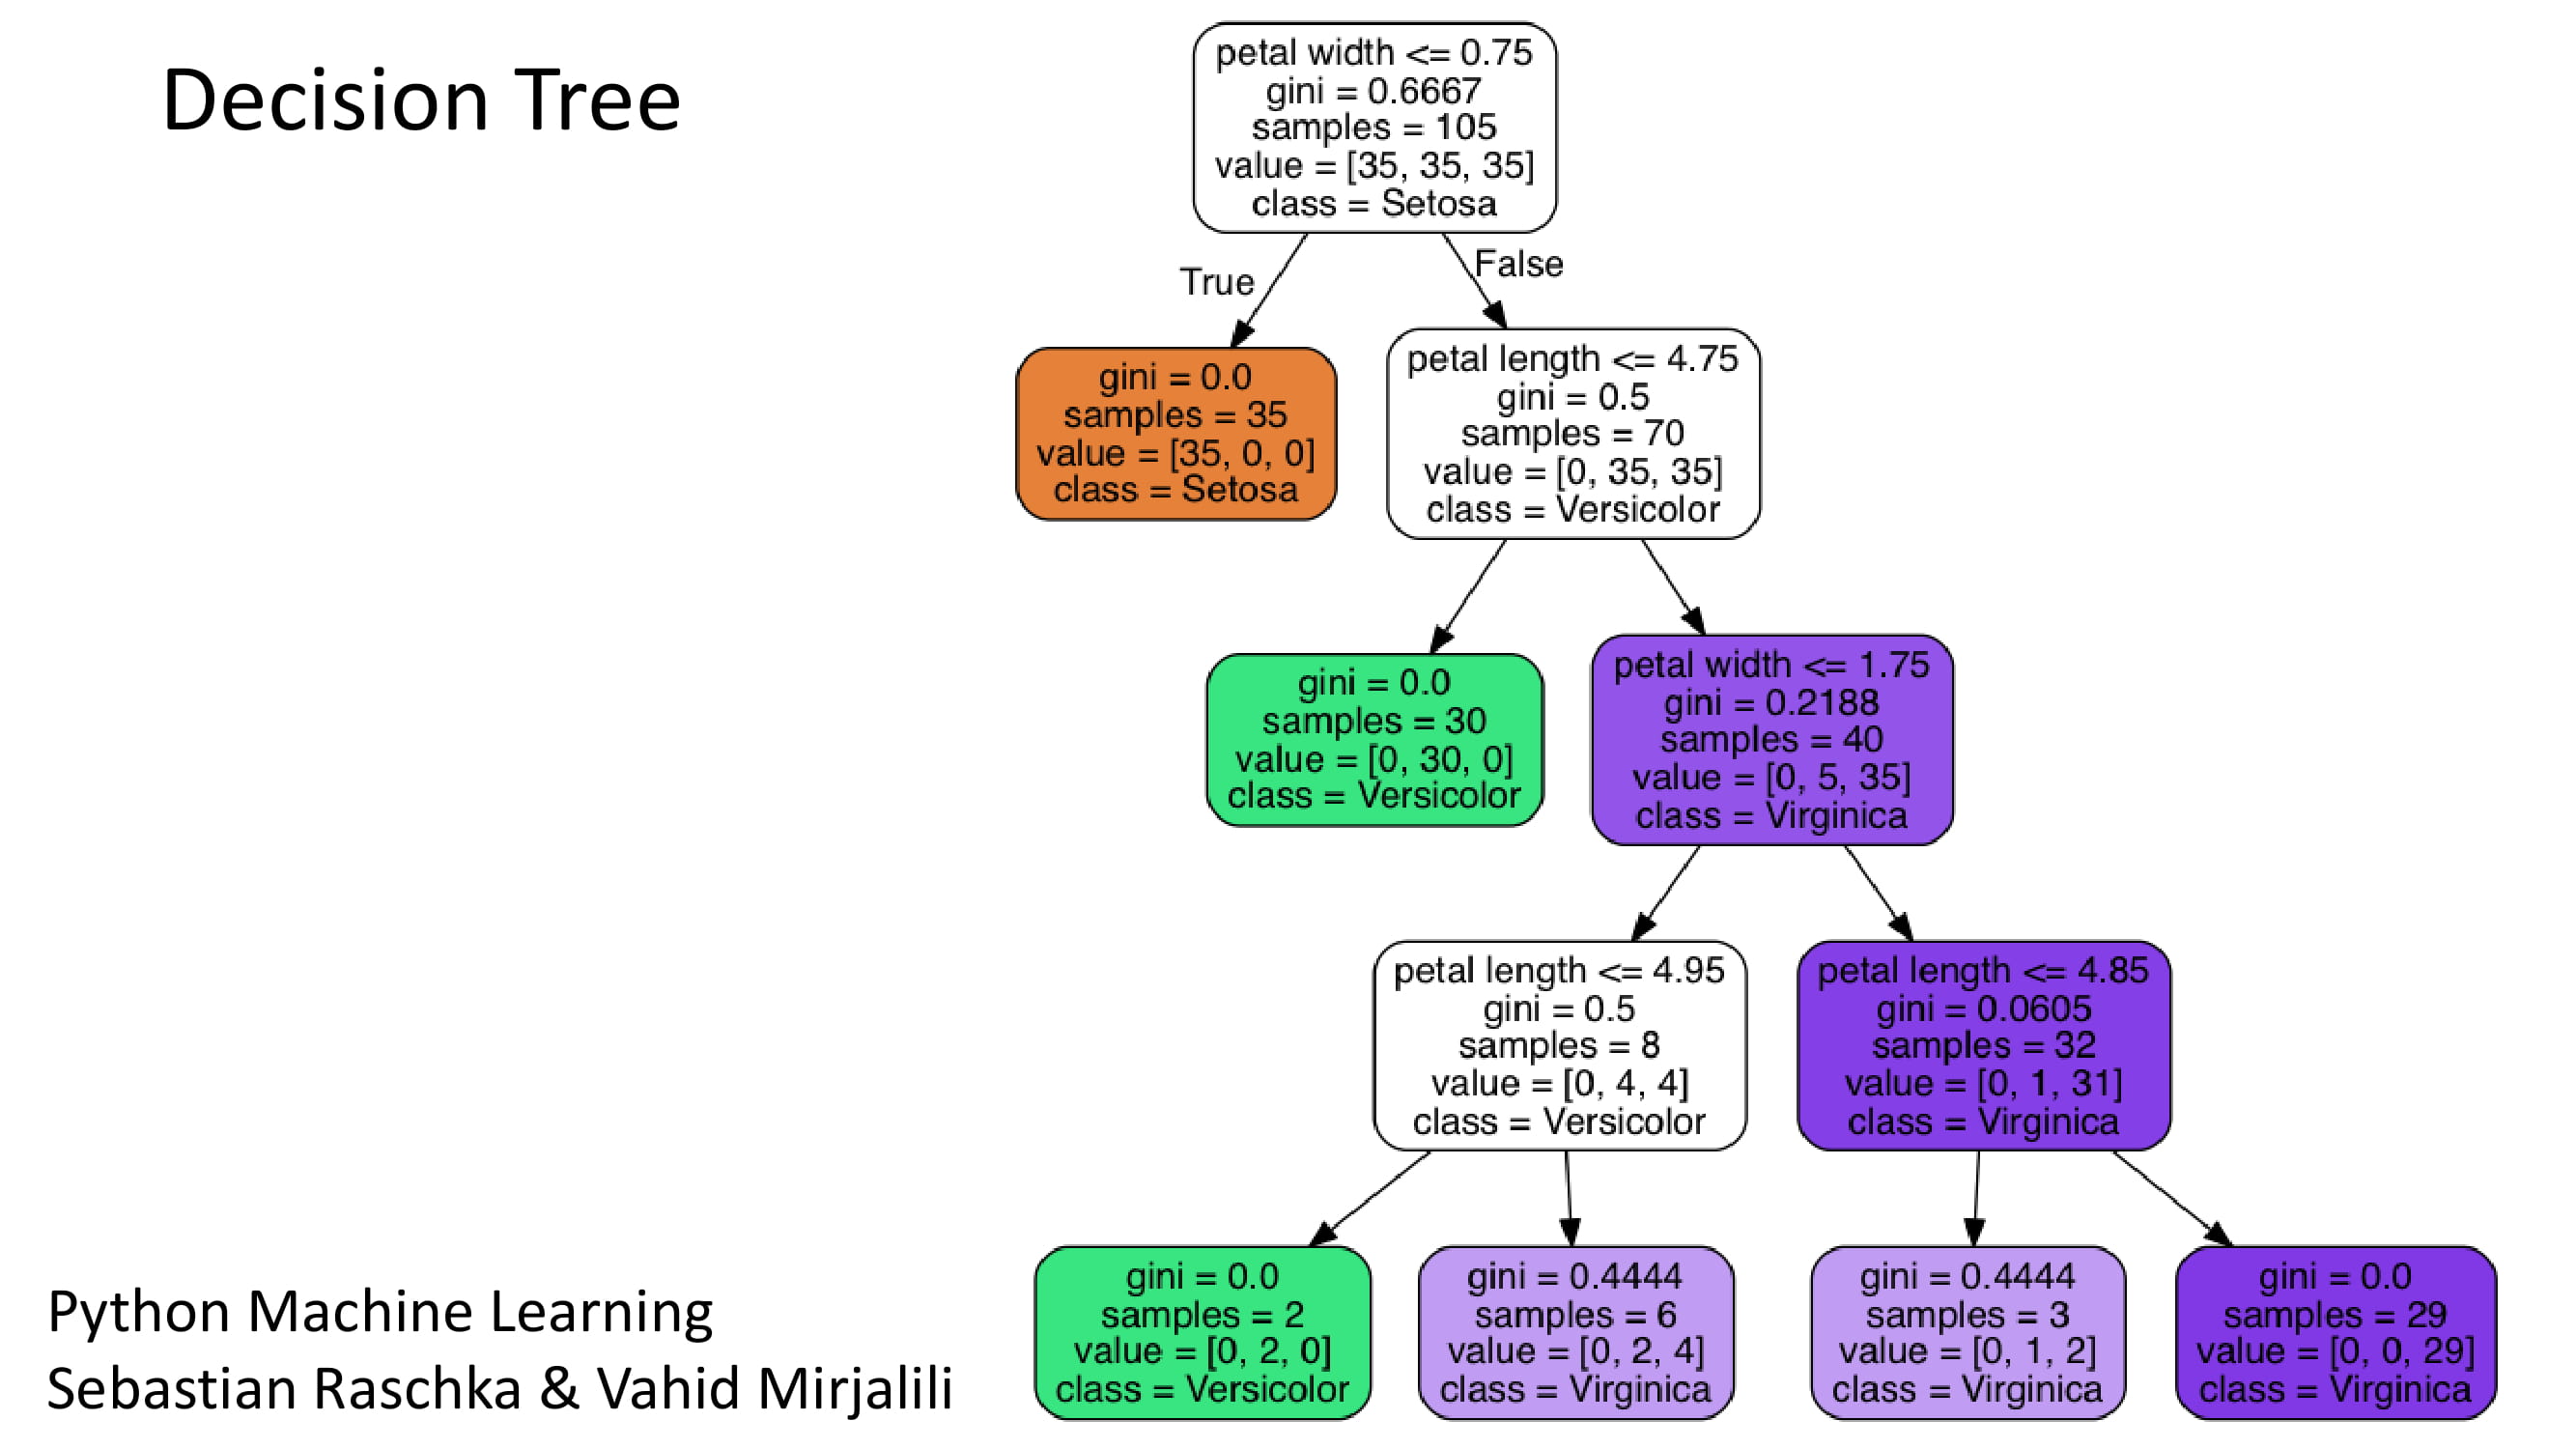 Decision Tree
petal width <= 0.75
gini = 0.6667
samples = 105
value = [35, 35, 35]
class = Setosa
True
False
gini = 0.0
samples = 35
value = [35, 0, 0]
class = Setosa
petal length <= 4.75
gini = 0.5
samples = 70
value = [0, 35, 35]
class = Versicolor
gini = 0.0
samples = 30
value = [0, 30, 0]
class = Versicolor
petal width <= 1.75
gini = 0.2188
samples = 40
value = [0, 5, 35]
class = Virginica
petal length <= 4.95
gini = 0.5
samples = 8
value = [0, 4, 4]
class = Versicolor
petal length <= 4.85
gini = 0.0605
samples = 32
value = [0, 1, 31]
class = Virginica
gini = 0.0
samples = 2
value = [0, 2, 0]
class = Versicolor
gini = 0.4444
samples = 6
value = [0, 2, 4]
class = Virginica
gini = 0.4444
samples = 3
value = [0, 1, 2]
class = Virginica
gini = 0.0
samples = 29
value = [0, 0, 29]
class = Virginica
Python Machine Learning
Sebastian Raschka & Vahid Mirjalili